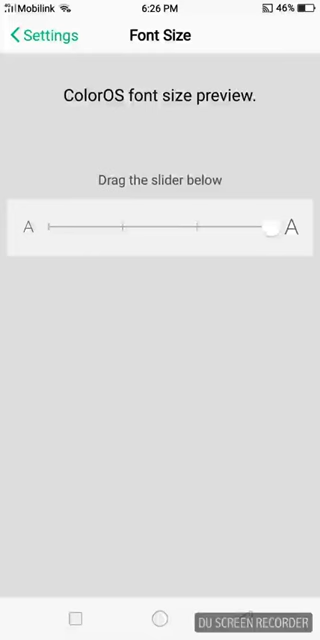 Mobilink 6:26 PM 46%
Settings Font Size
ColorOS font size preview.
Drag the slider below
A A
DU SCREEN RECORDER